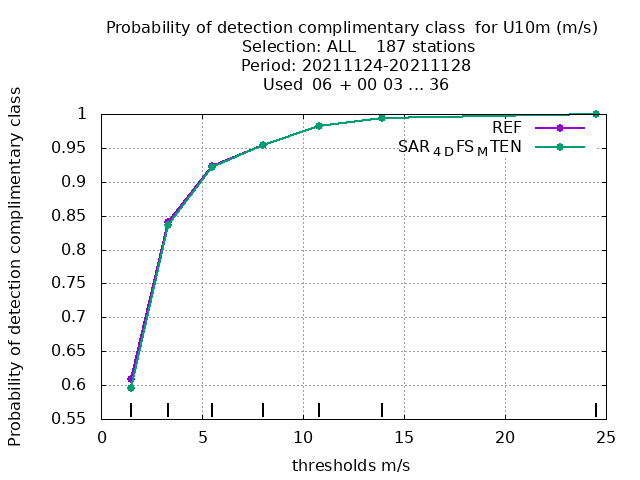 Probability of detection complimentary class for U10m (m/s)
Selection: ALL 187 stations
Period: 20211124-20211128
Used 06 + 00 03 ... 36
Probability of detection complimentary class
1
0.95
0.9
0.85
0.8
0.75
0.7
0.65
0.6
0.55
REF
SAR4DFSMTEN
0 5 10 15 20 25
thresholds m/s